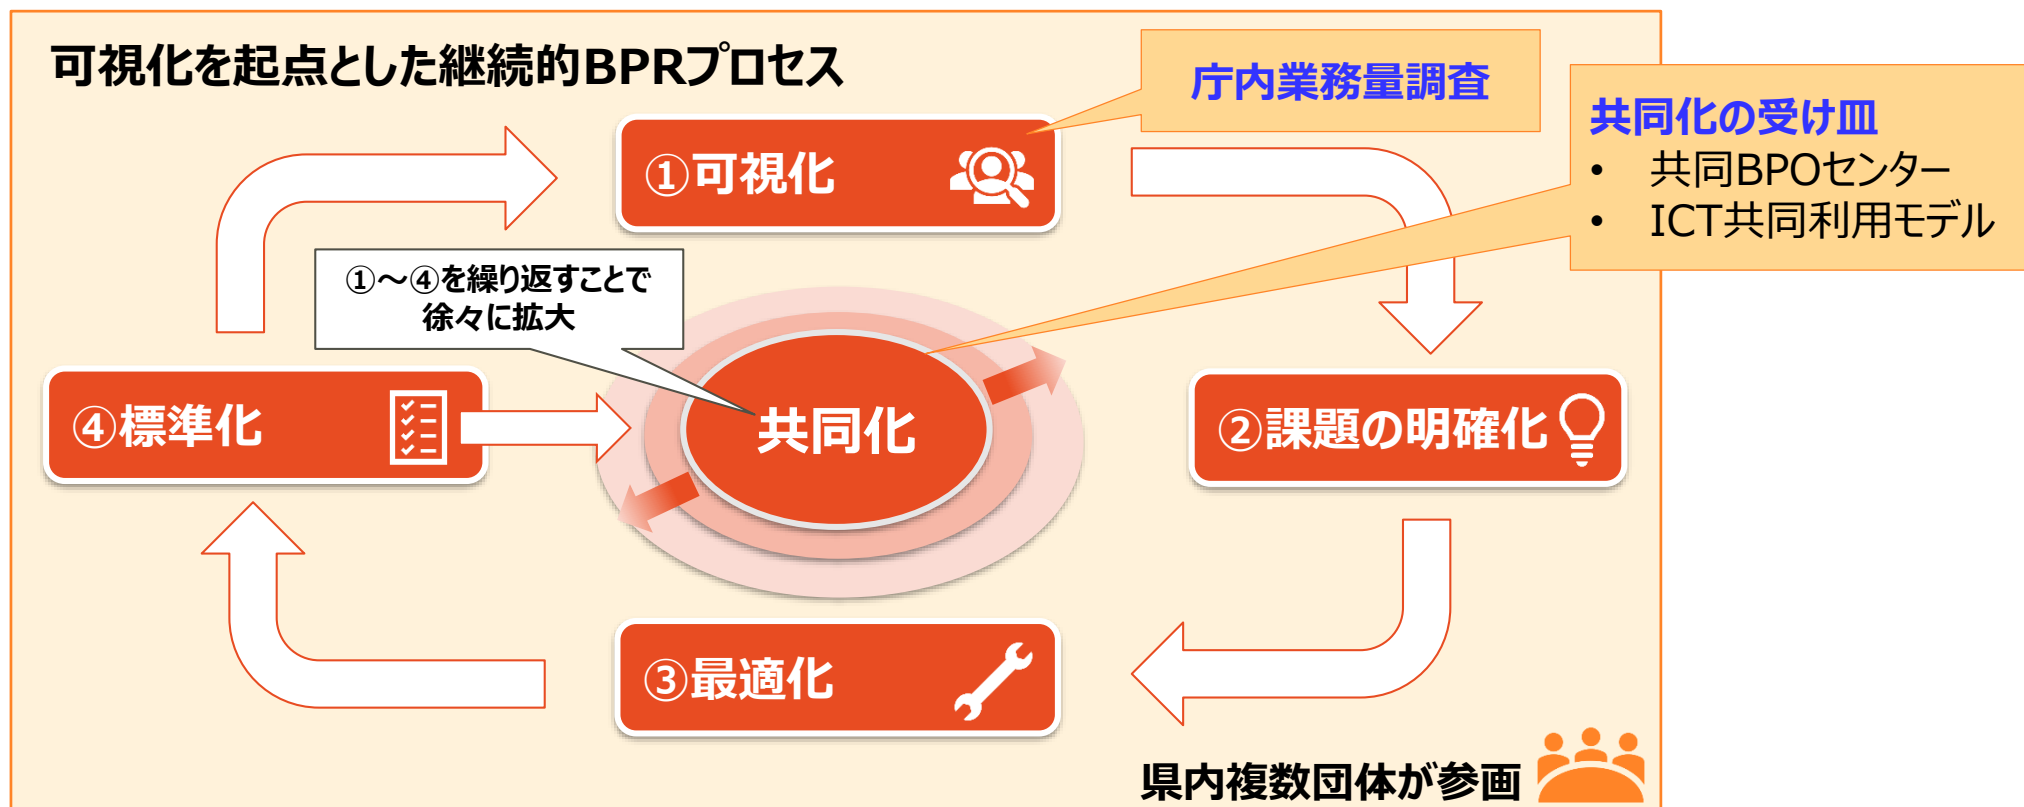 可視化を起点とした継続的BPRプロセス
庁内業務量調査
共同化の受け皿
• 共同BPOセンター
• ICT共同利用モデル
①可視化
①～④を繰り返すことで
徐々に拡大
④標準化
共同化
②課題の明確化
③最適化
県内複数団体が参画